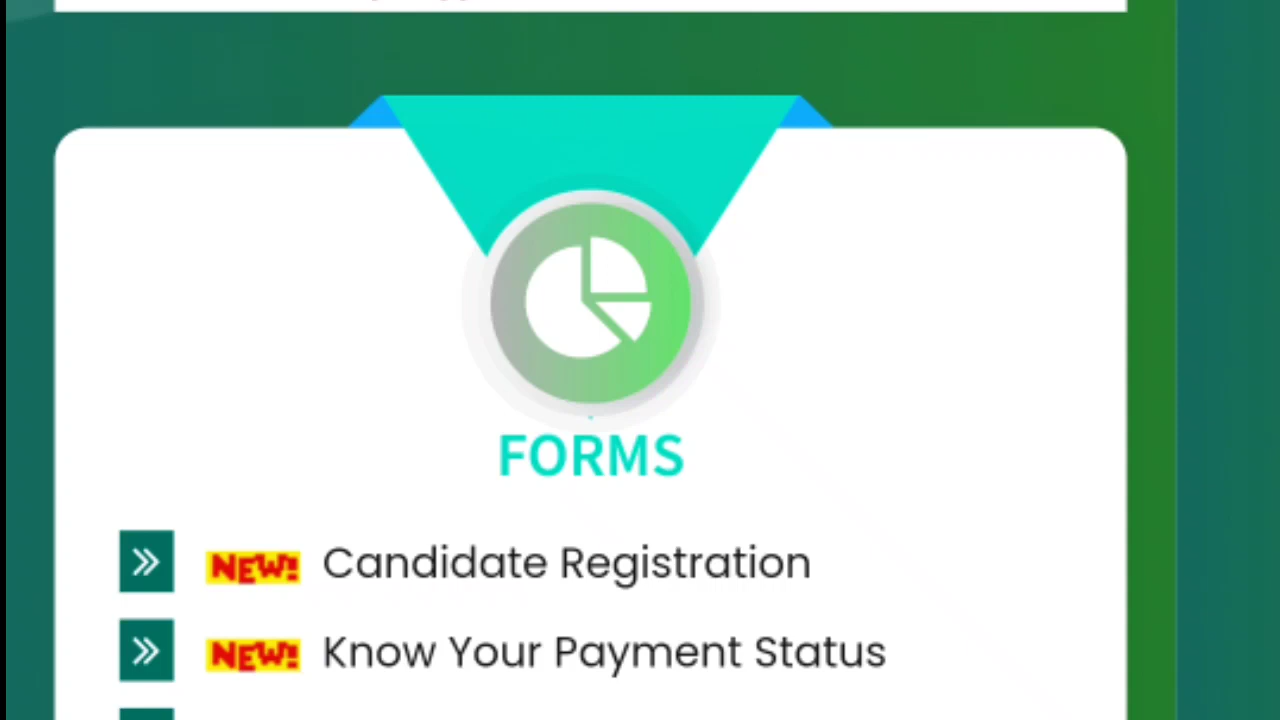 FORMS
NEW! Candidate Registration
NEW! Know Your Payment Status